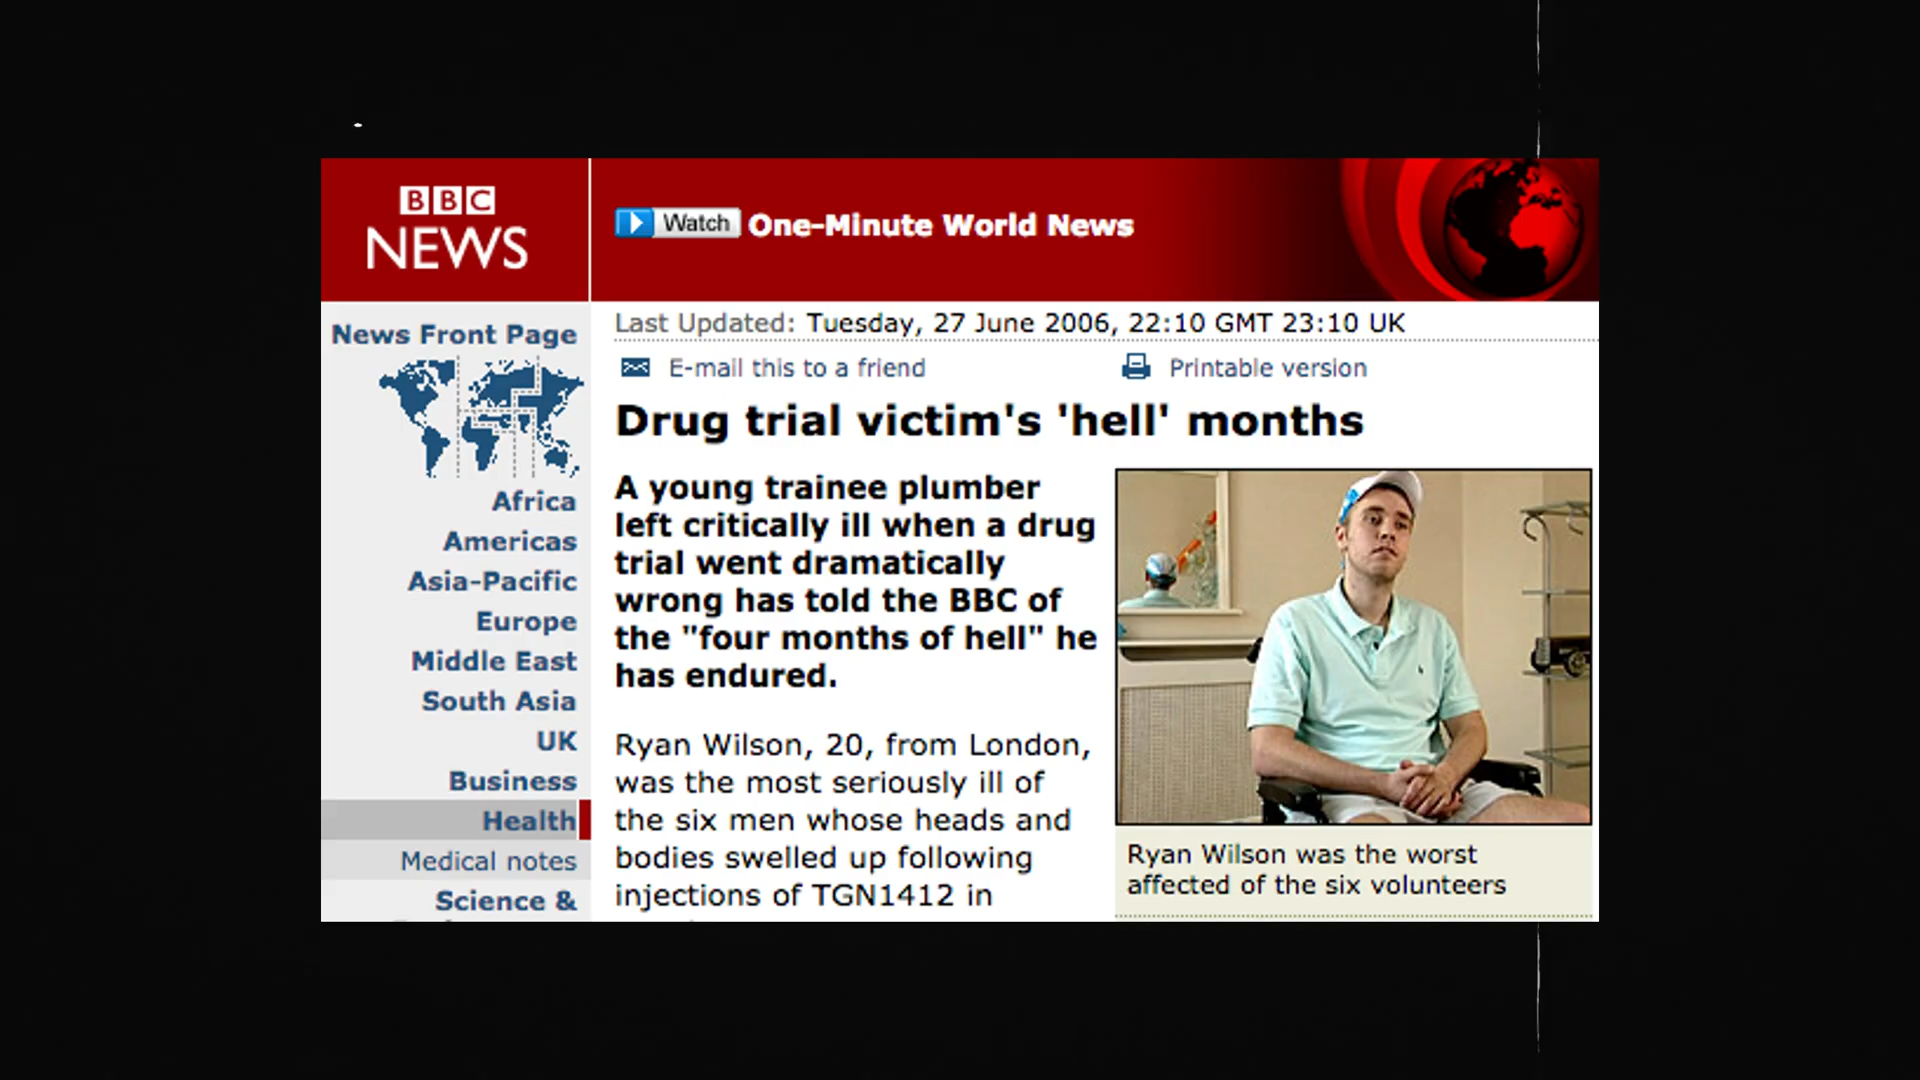 BBC
NEWS
Watch One-Minute World News
News Front Page
Africa
Americas
Asia-Pacific
Europe
Middle East
South Asia
UK
Business
Health
Medical notes
Science &
Last Updated: Tuesday, 27 June 2006, 22:10 GMT 23:10 UK
E-mail this to a friend
Printable version
Drug trial victim's 'hell' months
A young trainee plumber
left critically ill when a drug
trial went dramatically
wrong has told the BBC of
the "four months of hell" he
has endured.
Ryan Wilson, 20, from London,
was the most seriously ill of
the six men whose heads and
bodies swelled up following
injections of TGN1412 in
Ryan Wilson was the worst
affected of the six volunteers